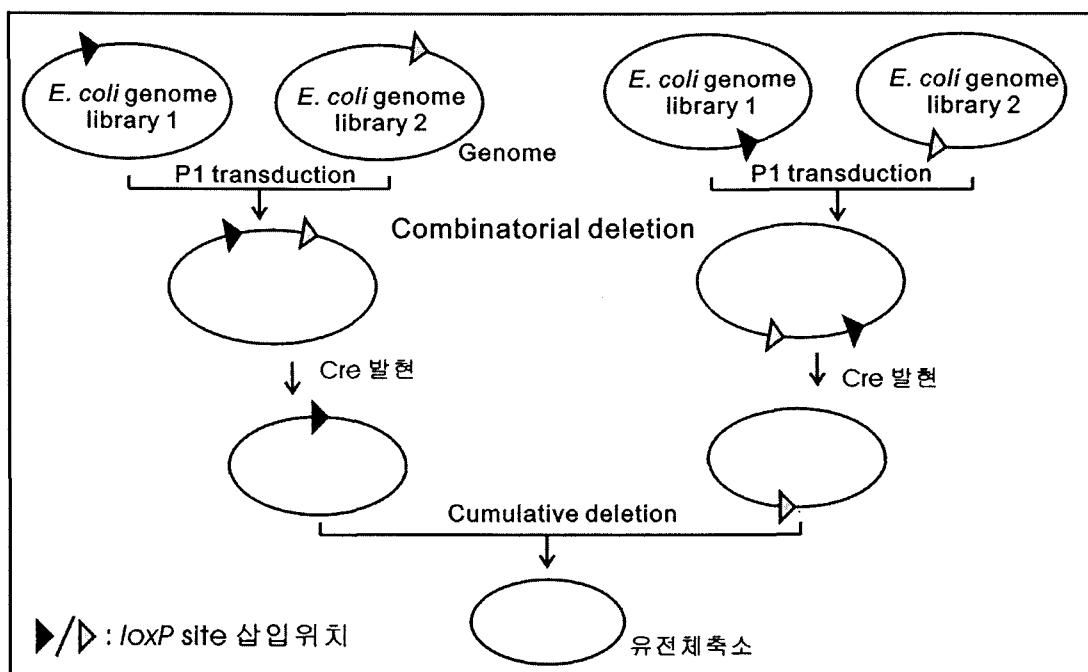 E. coli genome
library 1
E. coli genome
library 2
Genome
P1 transduction
E. coli genome
library 1
E. coli genome
library 2
P1 transduction
Combinatorial deletion
Cre 발현
Cre 발현
Cumulative deletion
유전체축소
/ : loxP site 삽입위치